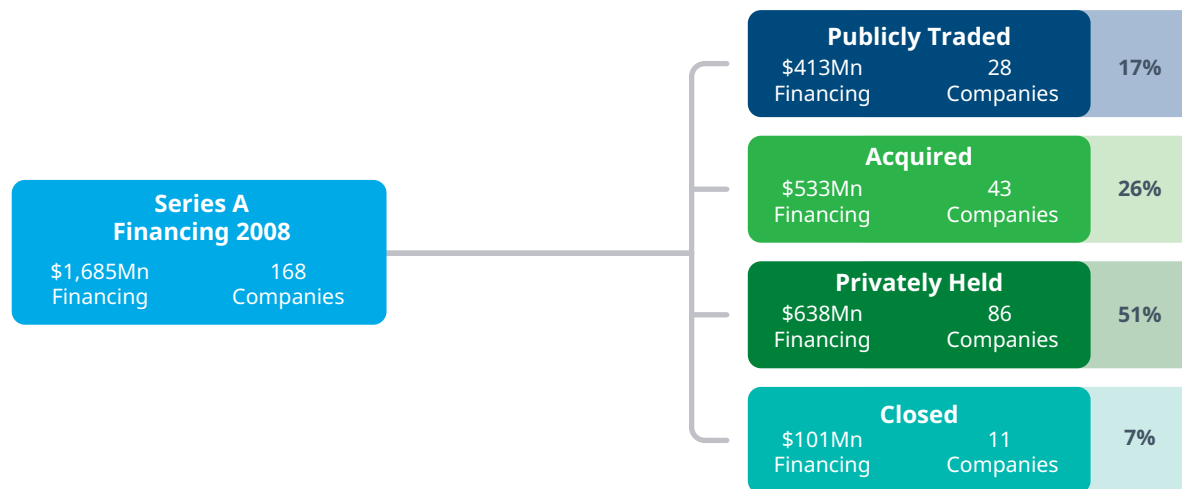 Series A
Financing 2008
$1,685Mn 168
Financing Companies
Publicly Traded
$413Mn 28
Financing Companies
17%
Acquired
$533Mn 43
Financing Companies
26%
Privately Held
$638Mn 86
Financing Companies
51%
Closed
$101Mn 11
Financing Companies
7%